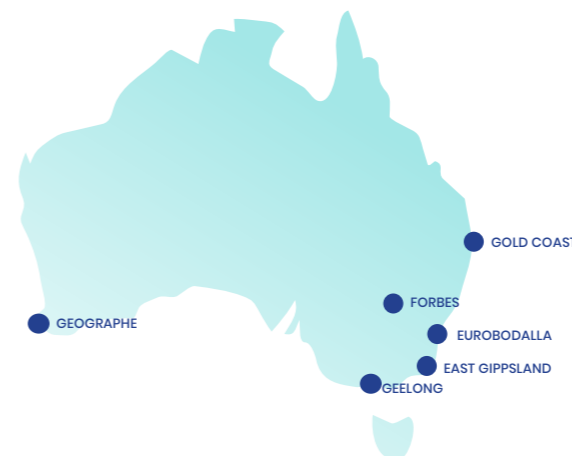 GOLD COAST
FORBES
GEOGRAPHE
EUROBODALLA
EAST GIPPSLAND
GEELONG